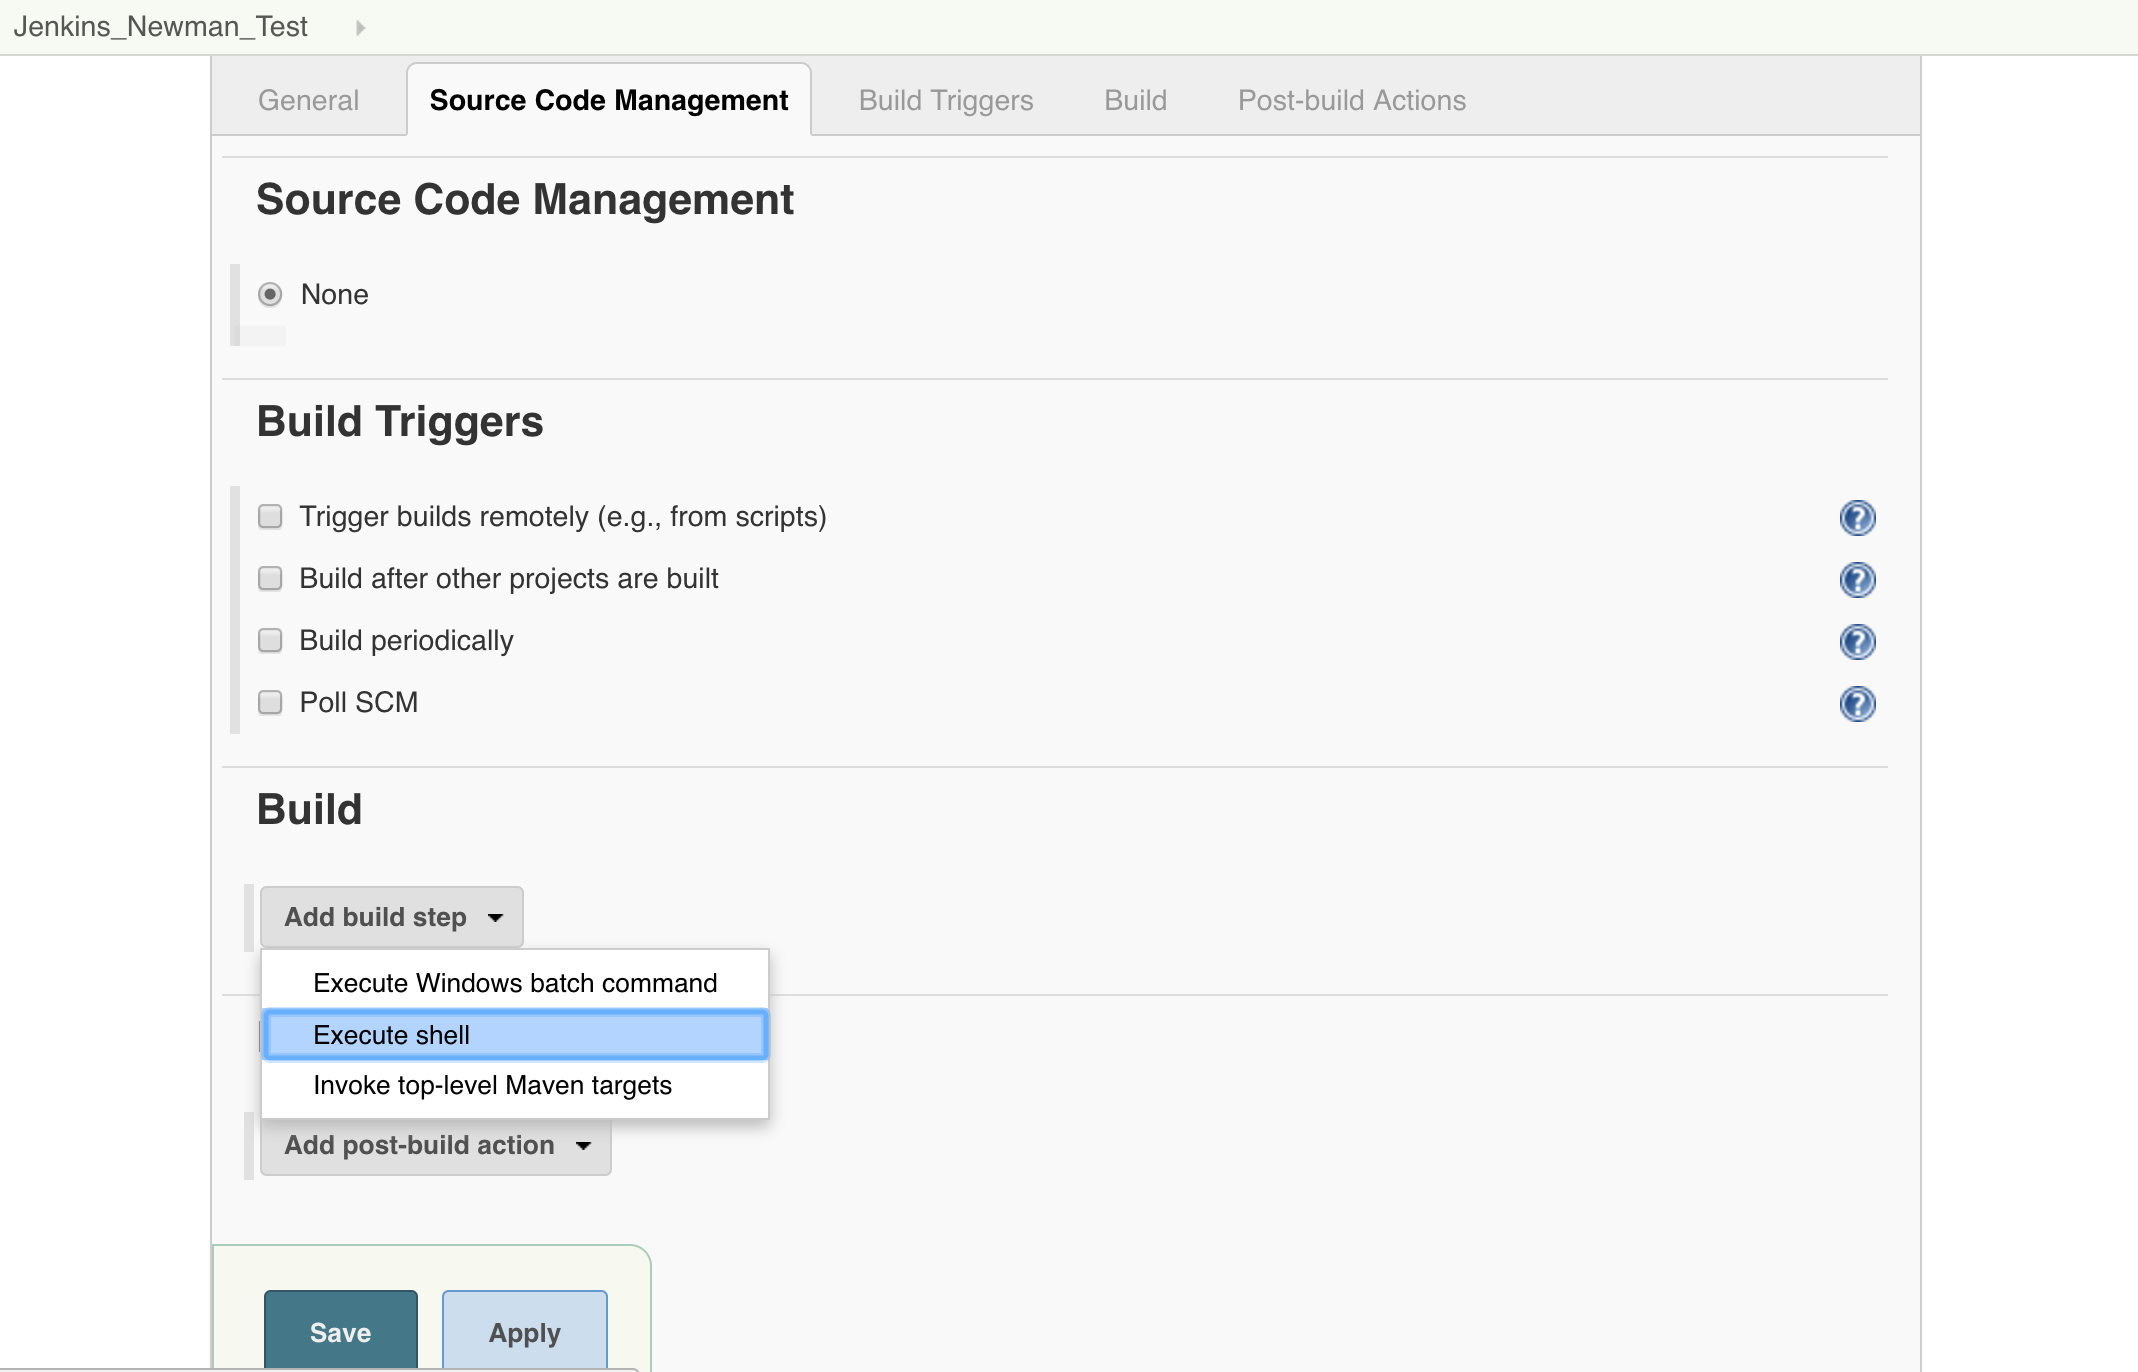 Jenkins_Newman_Test
General
Source Code Management
Build Triggers
Build
Post-build Actions
Source Code Management
None
Build Triggers
Trigger builds remotely (e.g., from scripts)
?
Build after other projects are built
?
Build periodically
?
Poll SCM
?
Build
Add build step
Execute Windows batch command
Execute shell
Invoke top-level Maven targets
Add post-build action
Save
Apply